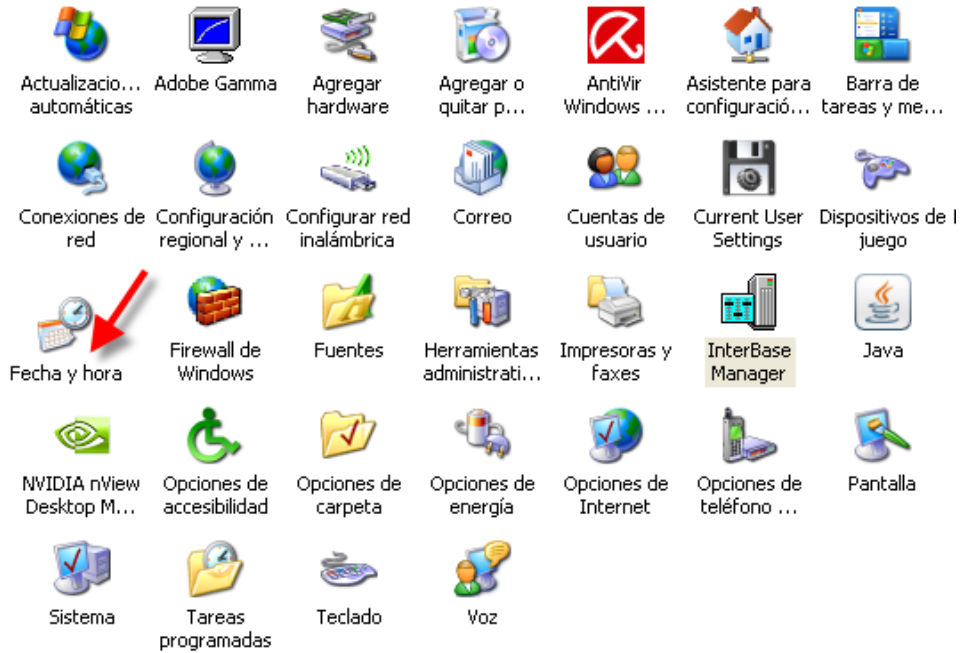 Actualizacio... Adobe Gamma Agregar Agregar o AntiVir Asistente para Barra de
automáticas hardware quitar p... Windows ... configuració... tareas y me...
Conexiones de Configuración Configurar red Correo Cuentas de Current User Dispositivos de
red regional y ... inalámbrica usuario Settings juego
Fecha y hora Firewall de Fuentes Herramientas Impresoras y InterBase Java
Windows administrati... faxes Manager
NVIDIA nView Opciones de Opciones de Opciones de Opciones de Opciones de Pantalla
Desktop M... accesibilidad carpeta energía Internet teléfono ...
Sistema Tareas Teclado Voz
programadas